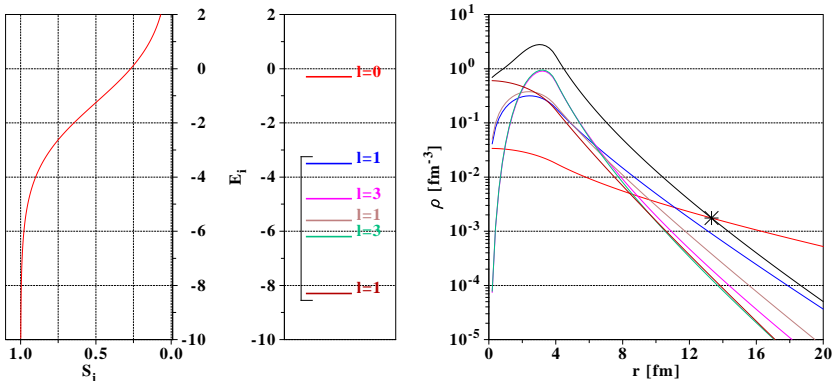 2
0
-2
-4
-6
-8
-10
1.0 0.5 0.0
S_i
E_i
2
0
-2
-4
-6
-8
-10
l=0
l=1
l=3
l=1
l=3
l=1
ρ [fm^-3]
10^1
10^0
10^-1
10^-2
10^-3
10^-4
10^-5
0 4 8 12 16 20
r [fm]